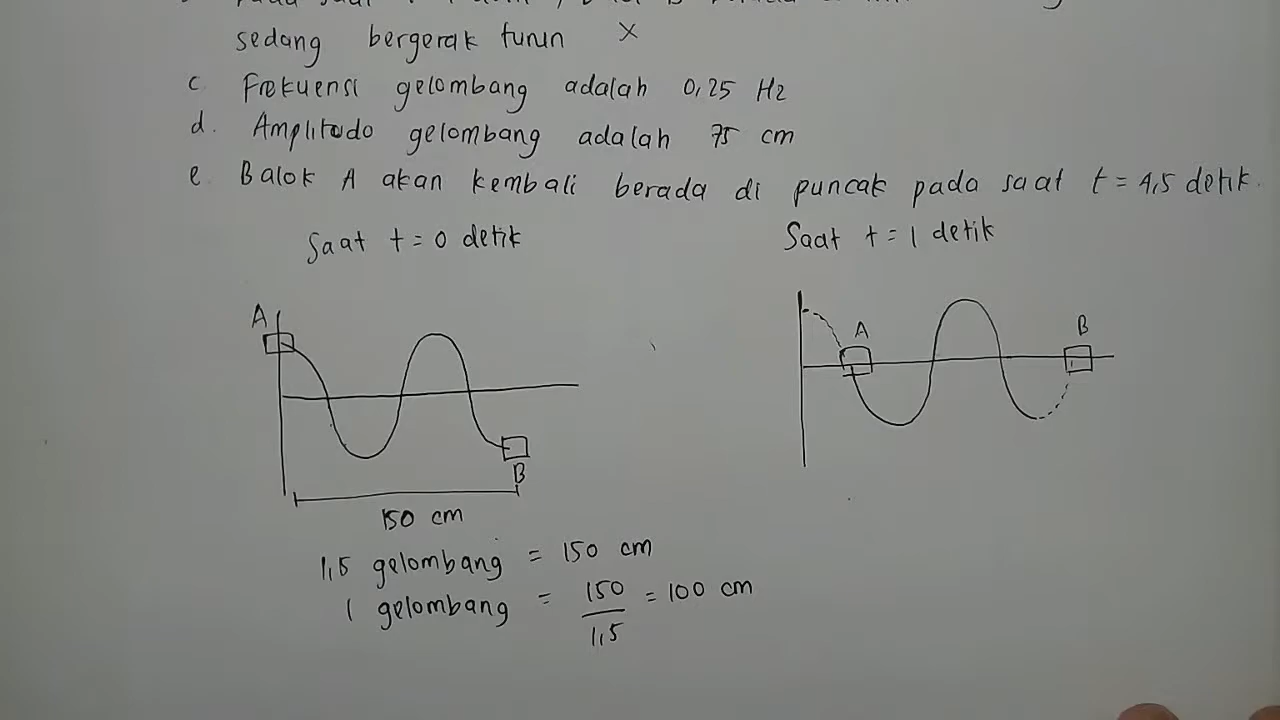 sedang bergerak turun X
c. Frekuensi gelombang adalah 0,25 Hz
d. Amplitudo gelombang adalah 75 cm
e. Balok A akan kembali berada di puncak pada saat t = 4,5 detik.
Saat t = 0 detik
Saat t = 1 detik
A
A
B
B
150 cm
1,5 gelombang = 150 cm
1 gelombang = 150 / 1,5 = 100 cm